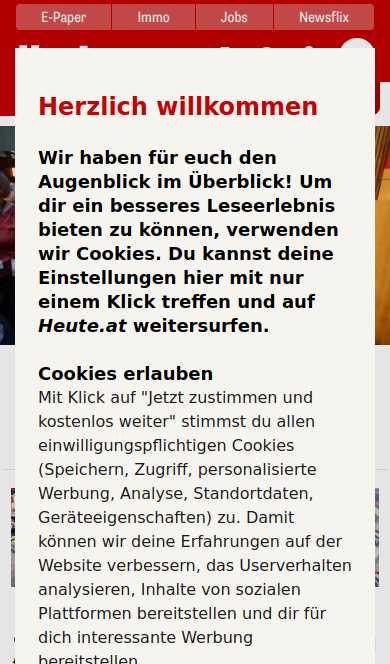 E-Paper Immo Jobs Newsflix
Herzlich willkommen
Wir haben für euch den
Augenblick im Überblick! Um
dir ein besseres Leseerlebnis
bieten zu können, verwenden
wir Cookies. Du kannst deine
Einstellungen hier mit nur
einem Klick treffen und auf
Heute.at weitersurfen.
Cookies erlauben
Mit Klick auf "Jetzt zustimmen und
kostenlos weiter" stimmst du allen
einwilligungspflichtigen Cookies
(Speichern, Zugriff, personalisierte
Werbung, Analyse, Standortdaten,
Geräteeigenschaften) zu. Damit
können wir deine Erfahrungen auf der
Website verbessern, das Userverhalten
analysieren, Inhalte von sozialen
Plattformen bereitstellen und dir für
dich interessante Werbung
bereitstellen